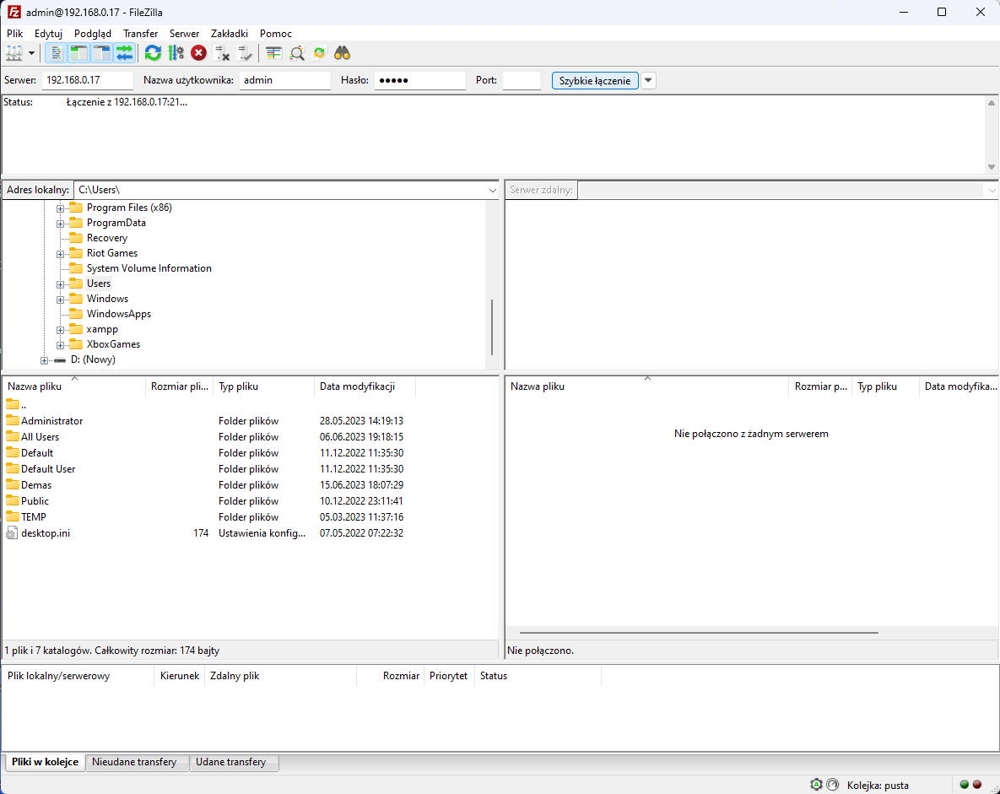 admin@192.168.0.17 - FileZilla
Plik Edytuj Podgląd Transfer Serwer Zakładki Pomoc
Serwer: 192.168.0.17 Nazwa użytkownika: admin Hasło: ●●●●● Port: Szybkie łączenie
Status: Łączenie z 192.168.0.17:21...
Adres lokalny: C:\Users\
Serwer zdalny:
Program Files (x86)
ProgramData
Recovery
Riot Games
System Volume Information
Users
Windows
WindowsApps
xampp
XboxGames
D: (Nowy)
Nazwa pliku Rozmiar pli... Typ pliku Data modyfikacji
..
Administrator Folder plików 28.05.2023 14:19:13
All Users Folder plików 06.06.2023 19:18:15
Default Folder plików 11.12.2022 11:35:30
Default User Folder plików 11.12.2022 11:35:30
Demas Folder plików 15.06.2023 18:07:29
Public Folder plików 10.12.2022 23:11:41
TEMP Folder plików 05.03.2023 11:37:16
desktop.ini 174 Ustawienia konfig... 07.05.2022 07:22:32
1 plik i 7 katalogów. Całkowity rozmiar: 174 bajty
Nazwa pliku Rozmiar p... Typ pliku Data modyfika...
Nie połączono z żadnym serwerem
Nie połączono.
Plik lokalny/serwerowy Kierunek Zdalny plik Rozmiar Priorytet Status
Pliki w kolejce Nieudane transfery Udane transfery
Kolejka: pusta